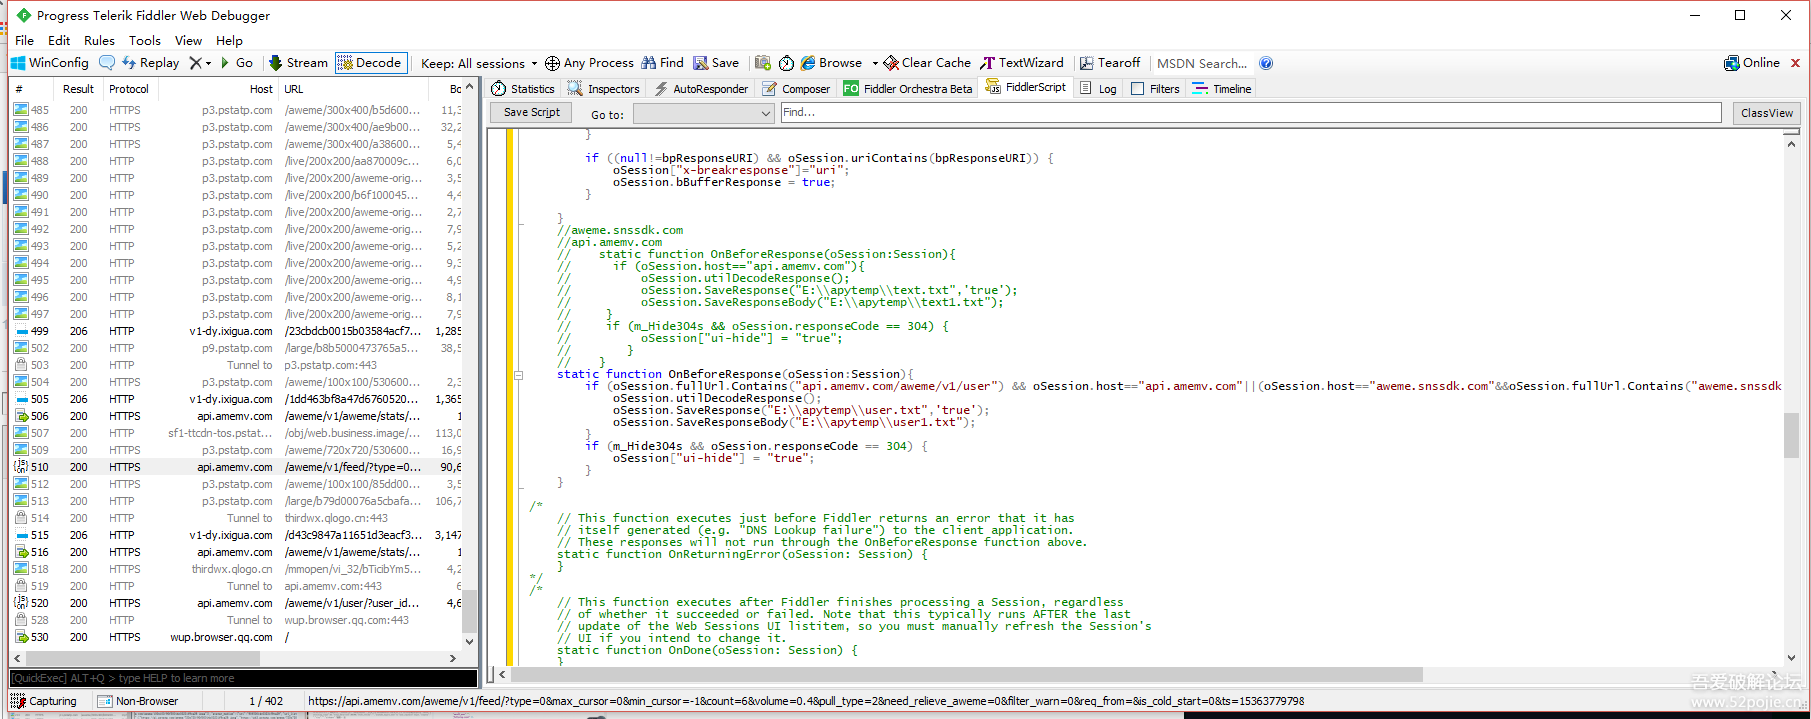 Progress Telerik Fiddler Web Debugger
File Edit Rules Tools View Help
WinConfig Replay Go Stream Decode Keep: All sessions Any Process Find Save Browse Clear Cache TextWizard Tearoff MSDN Search... Online
# Result Protocol Host URL Bo
485 200 HTTPS p3.pstatp.com /aweme/300x400/b5d600... 11,3
486 200 HTTPS p3.pstatp.com /aweme/300x400/ae9b00... 32,2
487 200 HTTPS p3.pstatp.com /aweme/300x400/a38600... 5,4
488 200 HTTP p3.pstatp.com /live/200x200/aa870009c... 6,0
489 200 HTTP p3.pstatp.com /live/200x200/aweme-orig... 3,5
490 200 HTTP p3.pstatp.com /live/200x200/b6f100045... 4,4
491 200 HTTP p3.pstatp.com /live/200x200/aweme-orig... 2,7
492 200 HTTP p3.pstatp.com /live/200x200/aweme-orig... 7,9
493 200 HTTP p3.pstatp.com /live/200x200/aweme-orig... 5,2
494 200 HTTP p3.pstatp.com /live/200x200/aweme-orig... 9,3
495 200 HTTP p3.pstatp.com /live/200x200/aweme-orig... 4,9
496 200 HTTP p3.pstatp.com /live/200x200/aweme-orig... 8,1
497 200 HTTP p3.pstatp.com /live/200x200/aweme-orig... 7,9
499 206 HTTP v1-dy.ixigua.com /23cbdcb0015b03584acf7... 1,285
502 200 HTTP p9.pstatp.com /large/b8b5000473765a5... 38,5
503 200 HTTP Tunnel to p3.pstatp.com:443
504 200 HTTPS p3.pstatp.com /aweme/100x100/530600... 2,3
505 206 HTTP v1-dy.ixigua.com /1dd463bf8a47d6760520... 1,365
506 200 HTTPS api.amemv.com /aweme/v1/aweme/stats/... 1
507 200 HTTP sf1-ttcdn-tos.pstat... /obj/web.business.image/... 113,0
509 200 HTTPS p3.pstatp.com /aweme/720x720/530600... 16,9
510 200 HTTPS api.amemv.com /aweme/v1/feed/?type=0... 90,6
512 200 HTTPS p3.pstatp.com /aweme/100x100/85dd00... 3,5
513 200 HTTPS p3.pstatp.com /large/b79d00076a5cbafa... 106,7
514 200 HTTP Tunnel to thirdwx.qlogo.cn:443
515 206 HTTP v1-dy.ixigua.com /d43c9847a11651d3eacf3... 3,147
516 200 HTTPS api.amemv.com /aweme/v1/aweme/stats/... 1
518 200 HTTPS thirdwx.qlogo.cn /mmopen/vi_32/bTicibYm5... 4,2
519 200 HTTP Tunnel to api.amemv.com:443 6
520 200 HTTPS api.amemv.com /aweme/v1/user/?user_id... 4,6
528 200 HTTP Tunnel to wup.browser.qq.com:443
530 200 HTTPS wup.browser.qq.com /
[QuickExec] ALT+Q > type HELP to learn more
Statistics Inspectors AutoResponder Composer FO Fiddler Orchestra Beta FiddlerScript Log Filters Timeline
Save Script Go to: Find... ClassView
}
if ((null!=bpResponseURI) && oSession.uriContains(bpResponseURI)) {
oSession["x-breakresponse"]="uri";
oSession.bBufferResponse = true;
}
}
//aweme.snssdk.com
//api.amemv.com
// static function OnBeforeResponse(oSession:Session){
// if (oSession.host=="api.amemv.com"){
// oSession.utilDecodeResponse();
// oSession.SaveResponse("E:\\apytemp\\text.txt",'true');
// oSession.SaveResponseBody("E:\\apytemp\\text1.txt");
// }
// if (m_Hide304s && oSession.responseCode == 304) {
// oSession["ui-hide"] = "true";
// }
// }
static function OnBeforeResponse(oSession:Session){
if (oSession.fullUrl.Contains("api.amemv.com/aweme/v1/user") && oSession.host=="api.amemv.com"||(oSession.host=="aweme.snssdk.com"&&oSession.fullUrl.Contains("aweme.snssdk
oSession.utilDecodeResponse();
oSession.SaveResponse("E:\\apytemp\\user.txt",'true');
oSession.SaveResponseBody("E:\\apytemp\\user1.txt");
}
if (m_Hide304s && oSession.responseCode == 304) {
oSession["ui-hide"] = "true";
}
}
/*
// This function executes just before Fiddler returns an error that it has
// itself generated (e.g. "DNS Lookup failure") to the client application.
// These responses will not run through the OnBeforeResponse function above.
static function OnReturningError(oSession: Session) {
}
*/
/*
// This function executes after Fiddler finishes processing a Session, regardless
// of whether it succeeded or failed. Note that this typically runs AFTER the last
// update of the Web Sessions UI listitem, so you must manually refresh the Session's
// UI if you intend to change it.
static function OnDone(oSession: Session) {
}
Capturing Non-Browser 1 / 402 https://api.amemv.com/aweme/v1/feed/?type=0&max_cursor=0&min_cursor=-1&count=6&volume=0.4&pull_type=2&need_relieve_aweme=0&filter_warn=0&req_from=&is_cold_start=0&ts=1536377979&
吾爱破解论坛
www.52pojie.cn